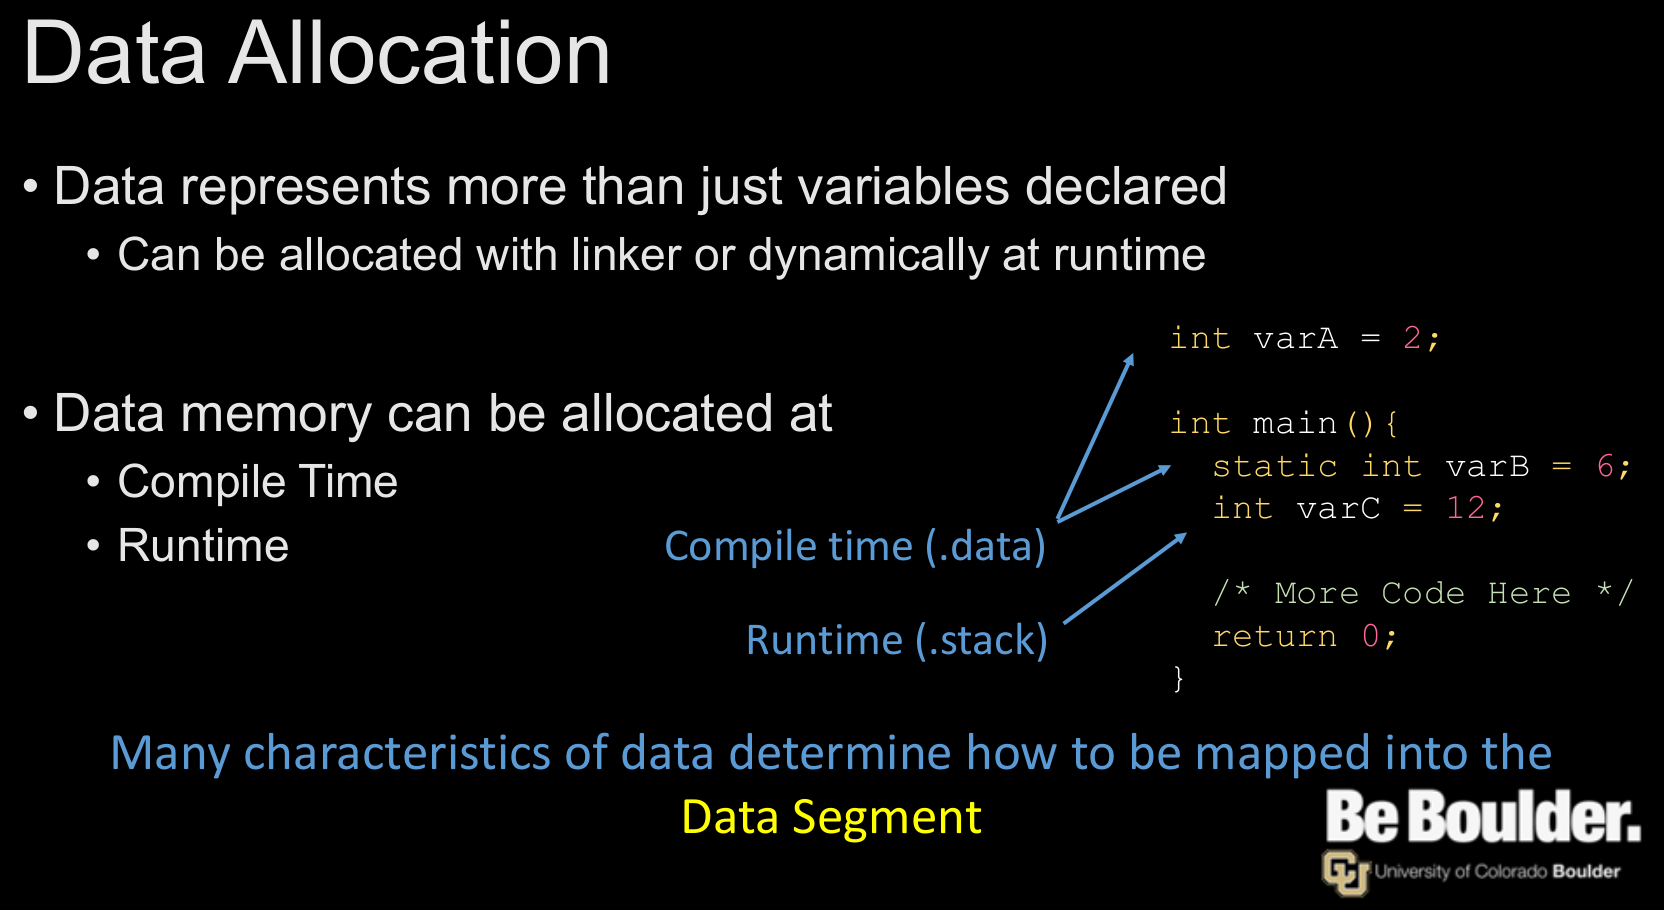 Data Allocation
• Data represents more than just variables declared
• Can be allocated with linker or dynamically at runtime
• Data memory can be allocated at
• Compile Time
• Runtime
Compile time (.data)
Runtime (.stack)
int varA = 2;
int main(){
static int varB = 6;
int varC = 12;
/* More Code Here */
return 0;
}
Many characteristics of data determine how to be mapped into the
Data Segment
Be Boulder.
CU University of Colorado Boulder